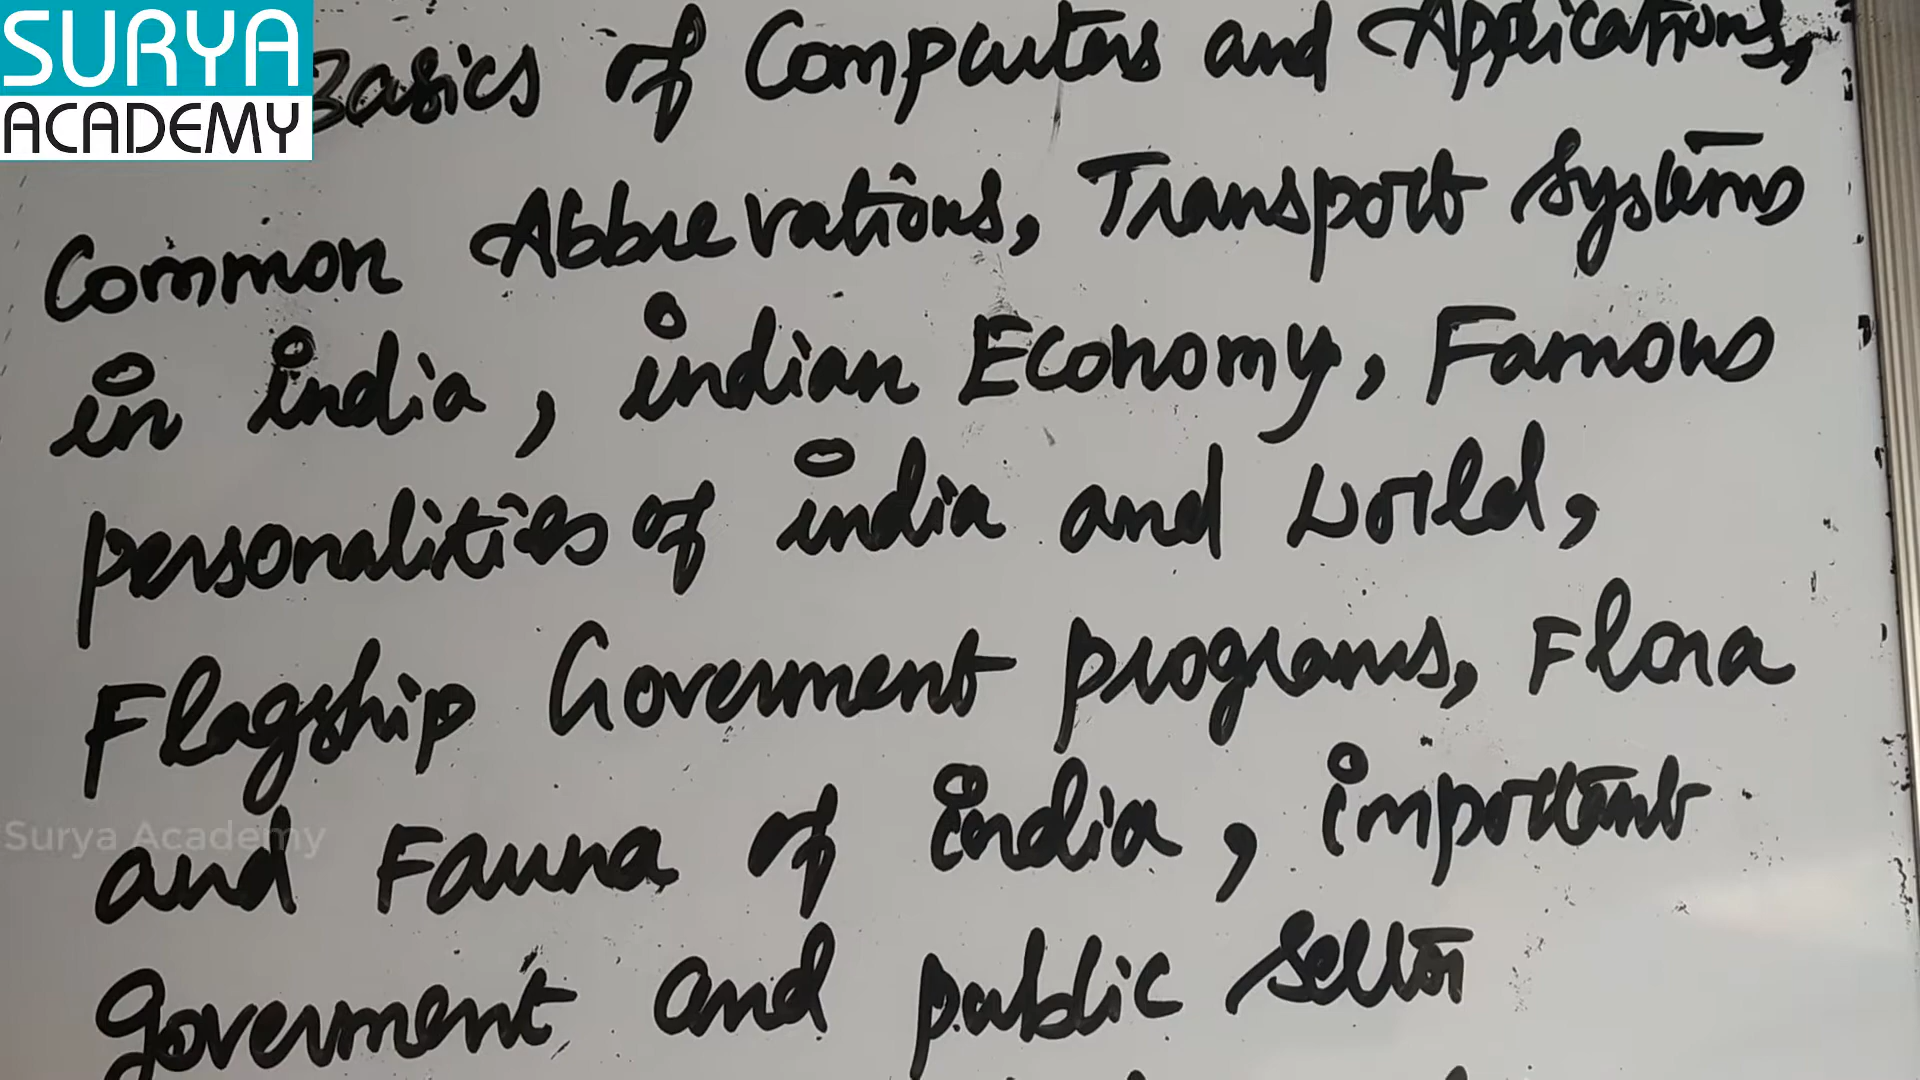 SURYA
ACADEMY
Basics of Computers and Applications,
Common Abbrevations, Transport Systems
in india, indian Economy, Famous
personalities of india and world,
Flagship Goverment programs, Flora
and Fauna of india, important
Surya Academy
goverment and public sector